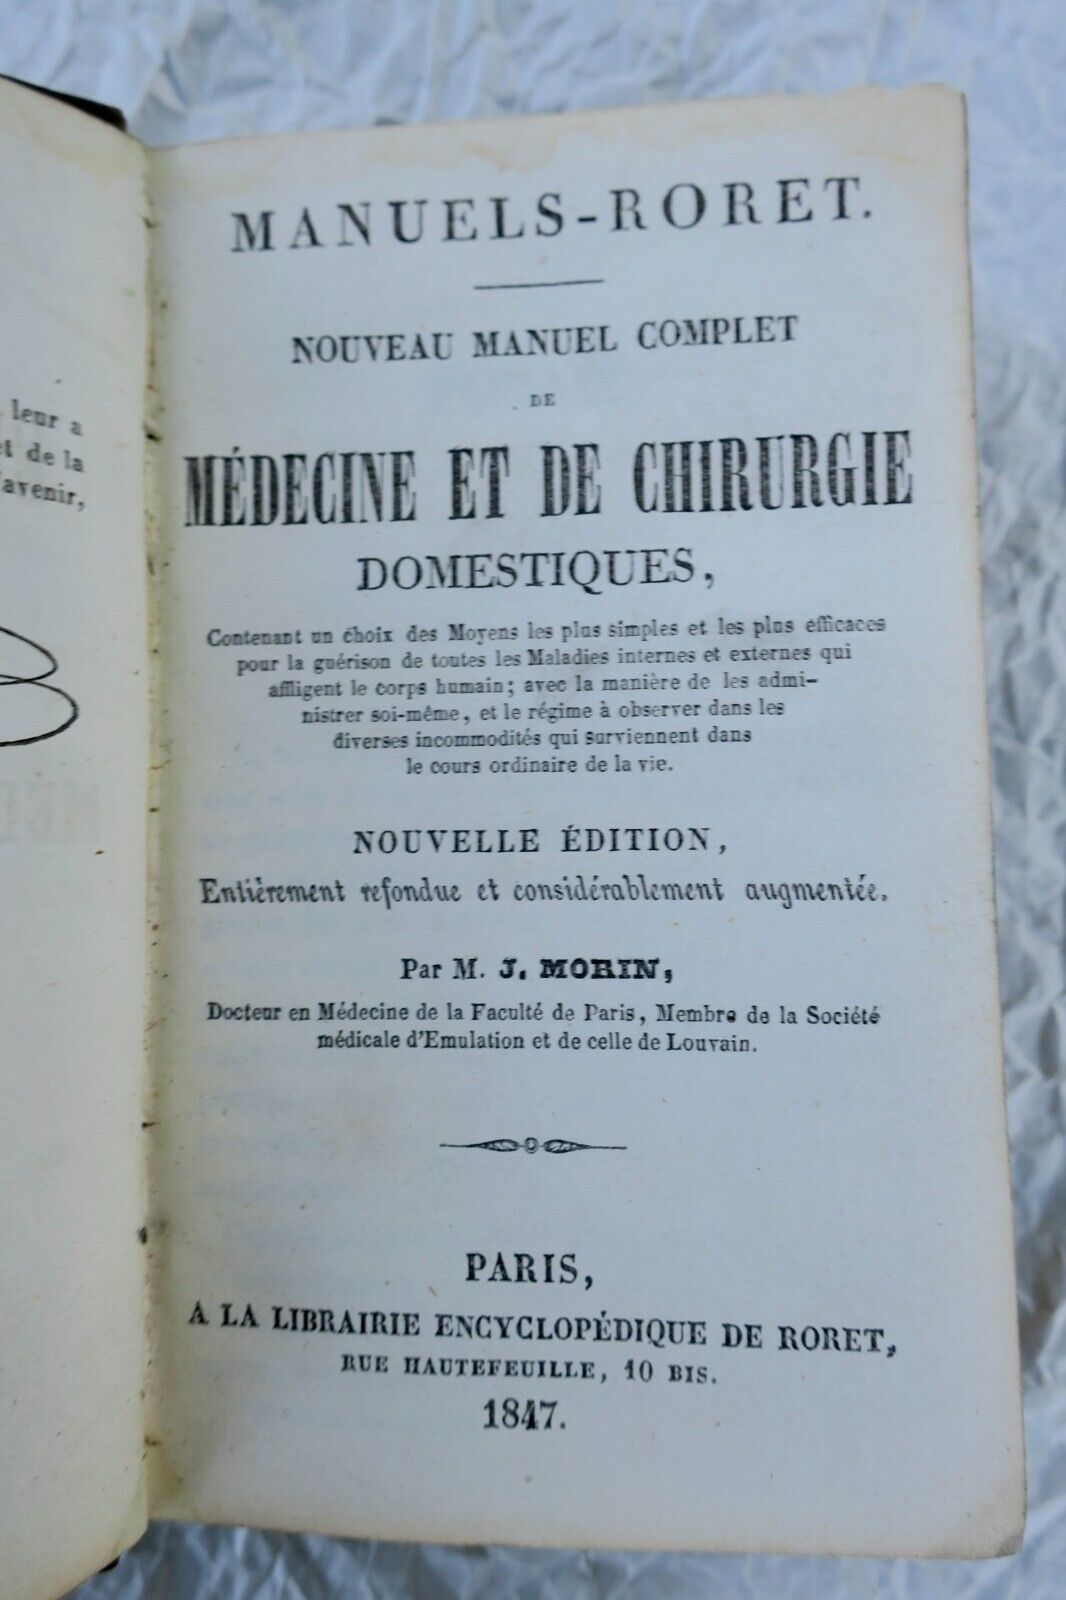 leur a
et de la
l'avenir,
MANUELS-RORET.
NOUVEAU MANUEL COMPLET
DE
MÉDECINE ET DE CHIRURGIE
DOMESTIQUES,
Contenant un choix des Moyens les plus simples et les plus efficaces
pour la guérison de toutes les Maladies internes et externes qui
affligent le corps humain; avec la manière de les admi-
nistrer soi-même, et le régime à observer dans les
diverses incommodités qui surviennent dans
le cours ordinaire de la vie.
NOUVELLE ÉDITION,
Entièrement refondue et considérablement augmentée.
Par M. J. MORIN,
Docteur en Médecine de la Faculté de Paris, Membre de la Société
médicale d'Emulation et de celle de Louvain.
PARIS,
A LA LIBRAIRIE ENCYCLOPÉDIQUE DE RORET,
RUE HAUTEFEUILLE, 10 BIS.
1847.